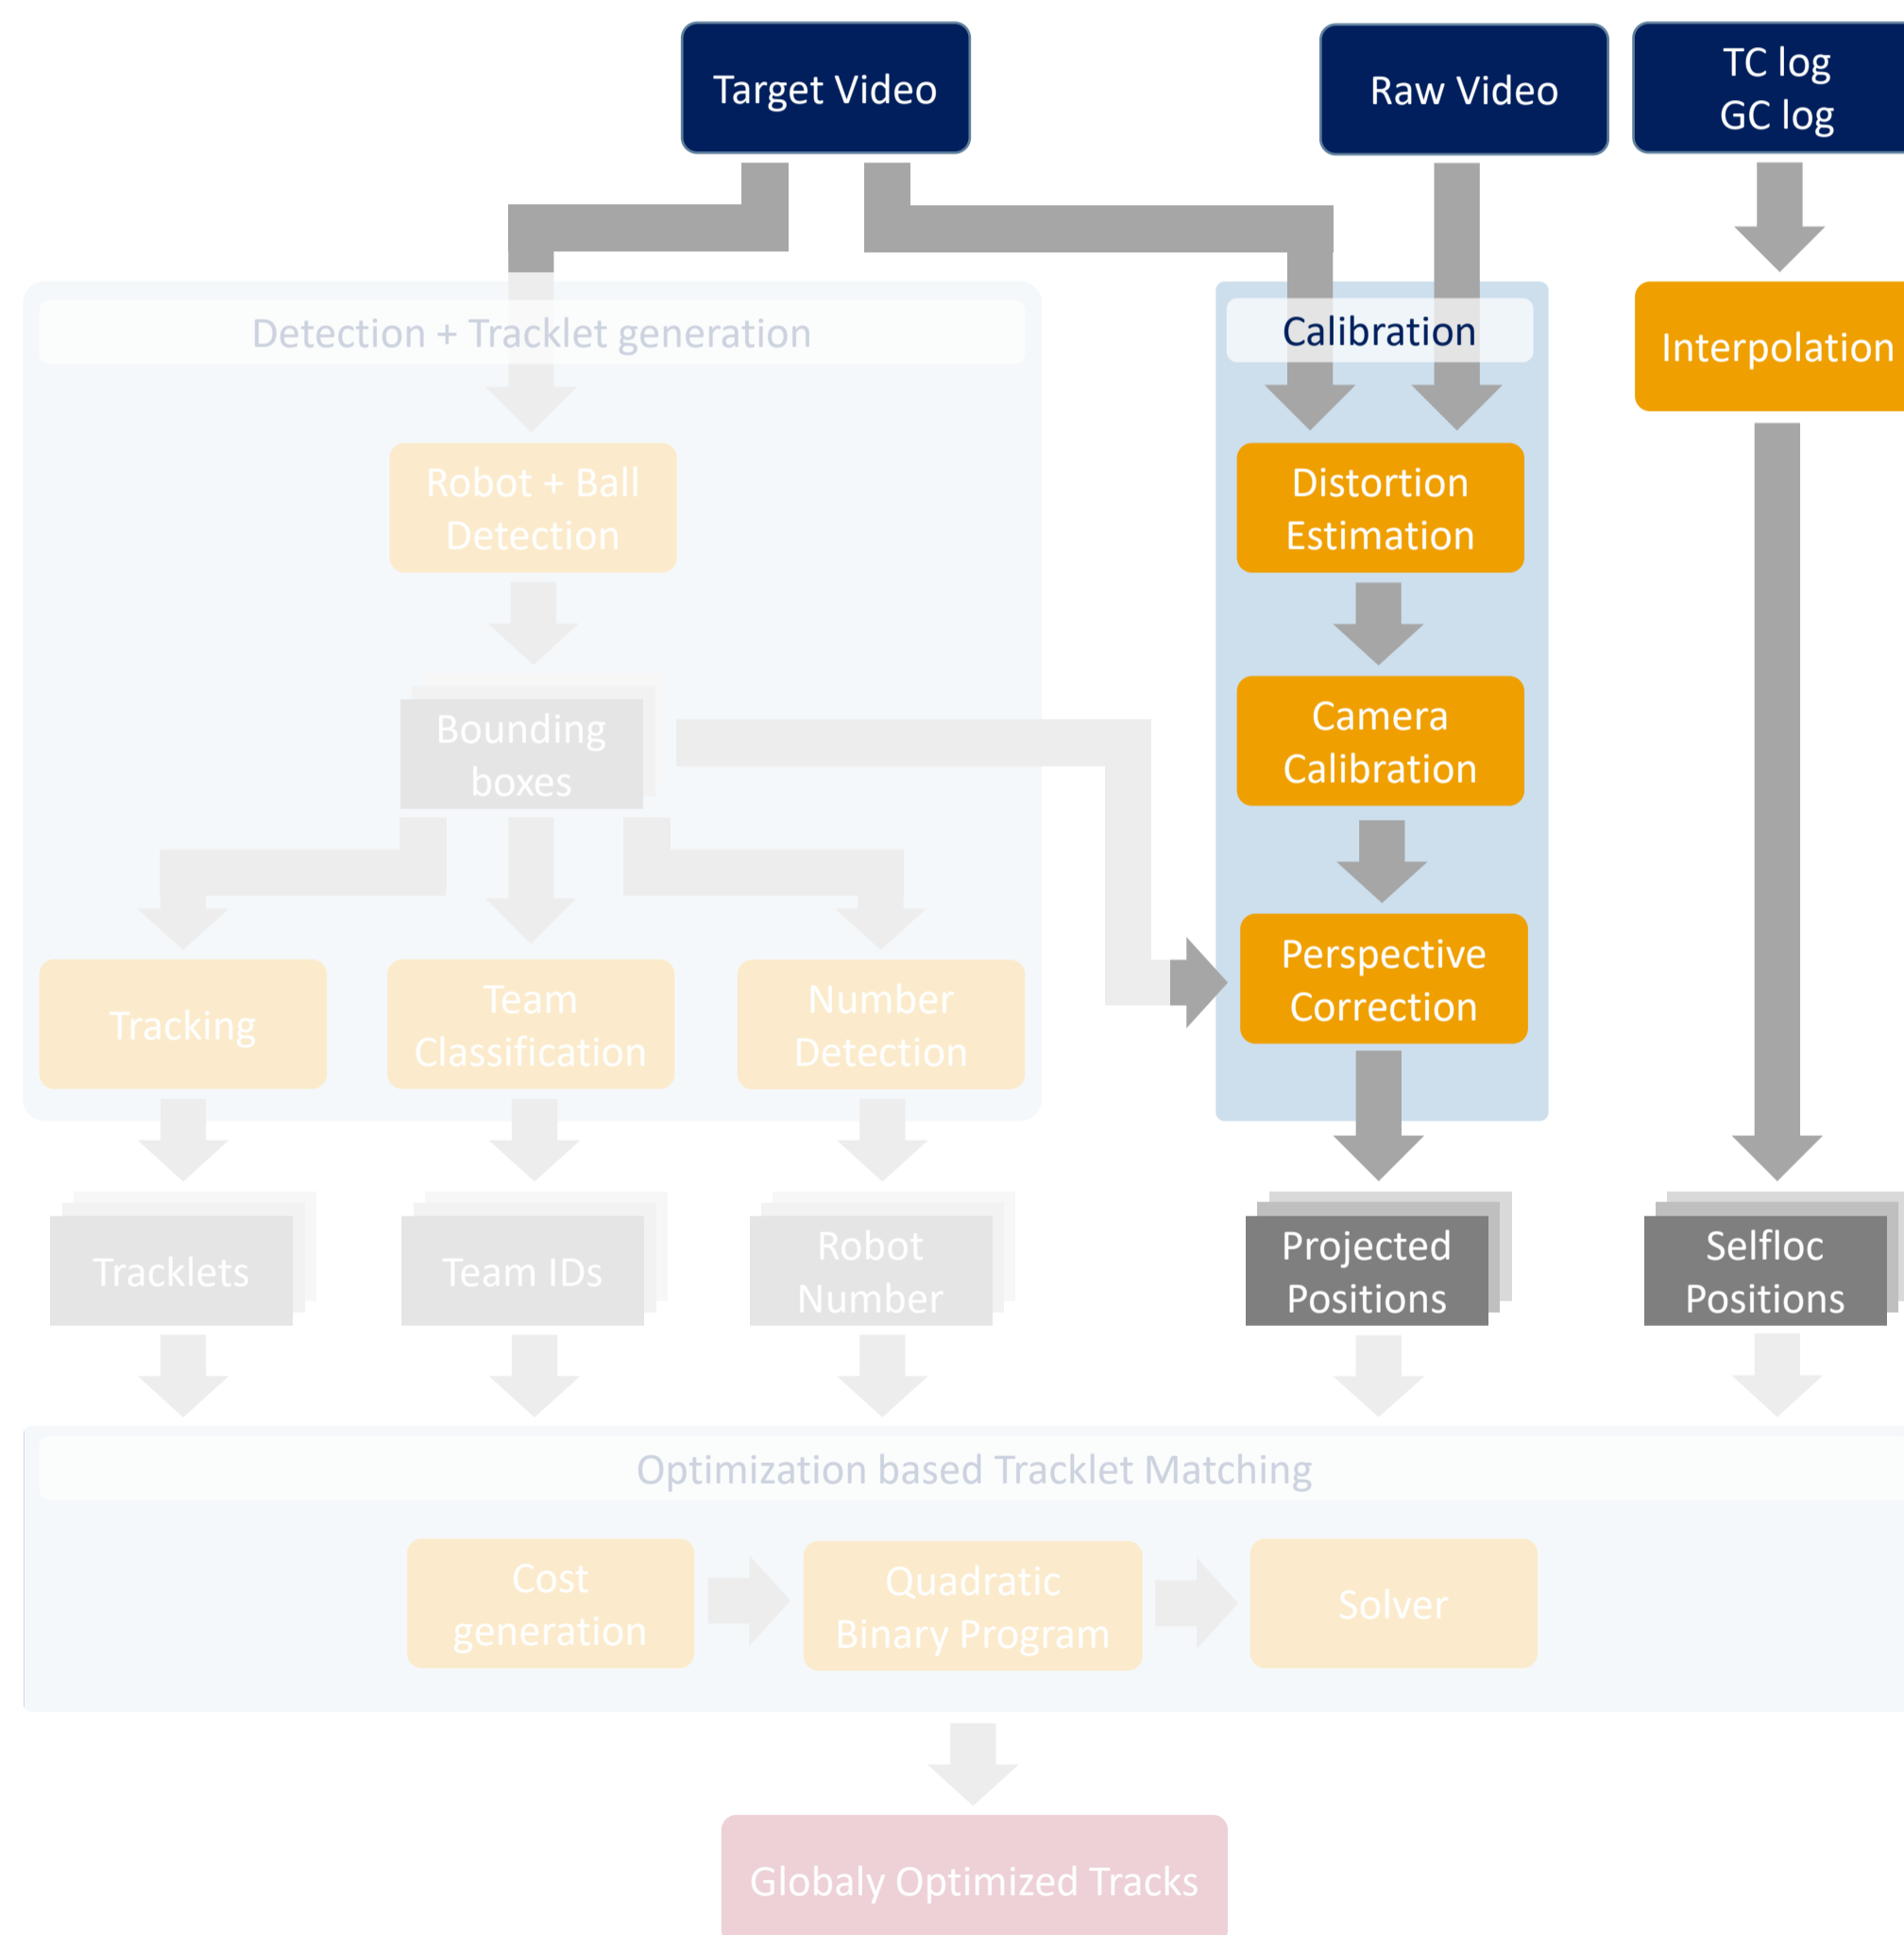 Target Video
Raw Video
TC log
GC log
Detection + Tracklet generation
Calibration
Interpolation
Robot + Ball
Detection
Distortion
Estimation
Bounding
boxes
Camera
Calibration
Tracking
Team
Classification
Number
Detection
Perspective
Correction
Tracklets
Team IDs
Robot
Number
Projected
Positions
Selfloc
Positions
Optimization based Tracklet Matching
Cost
generation
Quadratic
Binary Program
Solver
Globaly Optimized Tracks